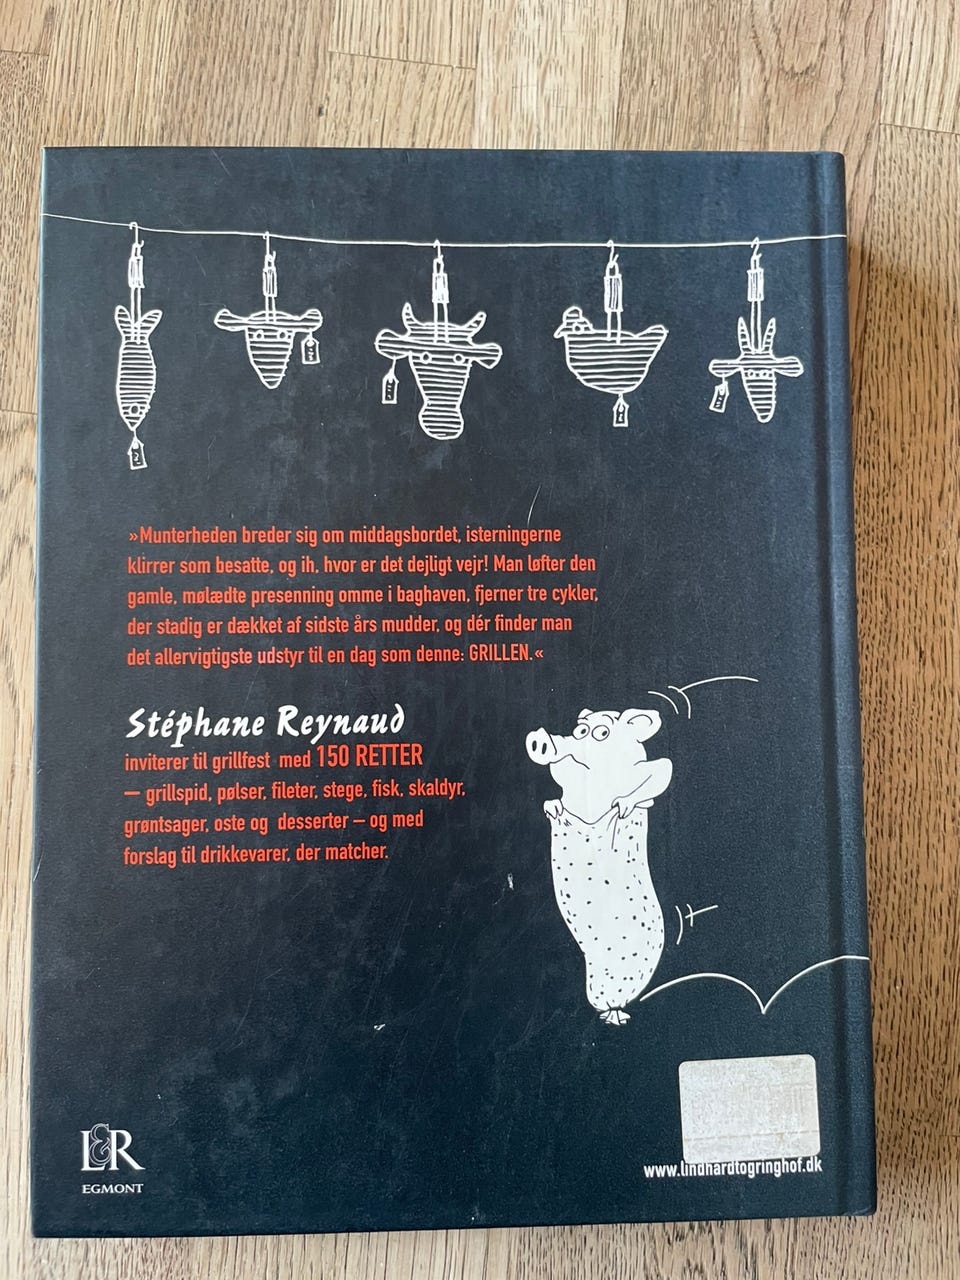 »Munterheden breder sig om middagsbordet, isterningerne
klirrer som besatte, og ih, hvor er det dejligt vejr! Man løfter den
gamle, mølædte presenning omme i baghaven, fjerner tre cykler,
der stadig er dækket af sidste års mudder, og dér finder man
det allervigtigste udstyr til en dag som denne: GRILLEN.«
Stéphane Reynaud
inviterer til grillfest med 150 RETTER
– grillspid, pølser, fileter, stege, fisk, skaldyr,
grøntsager, oste og desserter – og med
forslag til drikkevarer, der matcher.
L&R
EGMONT
www.lindhardtogringhof.dk